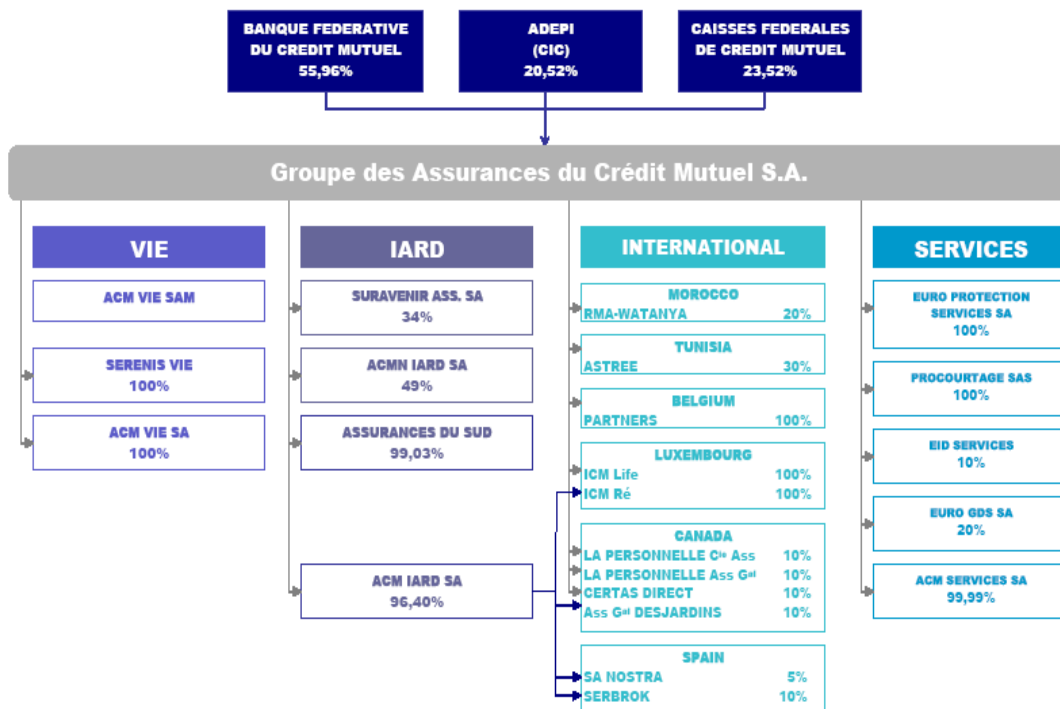 BANQUE FEDERATIVE
DU CREDIT MUTUEL
55,96%
ADEPI
(CIC)
20,52%
CAISSES FEDERALES
DE CREDIT MUTUEL
23,52%
Groupe des Assurances du Crédit Mutuel S.A.
VIE
ACM VIE SAM
SERENIS VIE
100%
ACM VIE SA
100%
IARD
SURAVENIR ASS. SA
34%
ACMN IARD SA
49%
ASSURANCES DU SUD
99,03%
ACM IARD SA
96,40%
INTERNATIONAL
MOROCCO
RMA-WATANYA 20%
TUNISIA
ASTREE 30%
BELGIUM
PARTNERS 100%
LUXEMBOURG
ICM Life 100%
ICM Ré 100%
CANADA
LA PERSONNELLE Cie Ass 10%
LA PERSONNELLE Ass Gal 10%
CERTAS DIRECT 10%
Ass Gal DESJARDINS 10%
SPAIN
SA NOSTRA 5%
SERBROK 10%
SERVICES
EURO PROTECTION
SERVICES SA
100%
PROCOURTAGE SAS
100%
EID SERVICES
10%
EURO GDS SA
20%
ACM SERVICES SA
99,99%